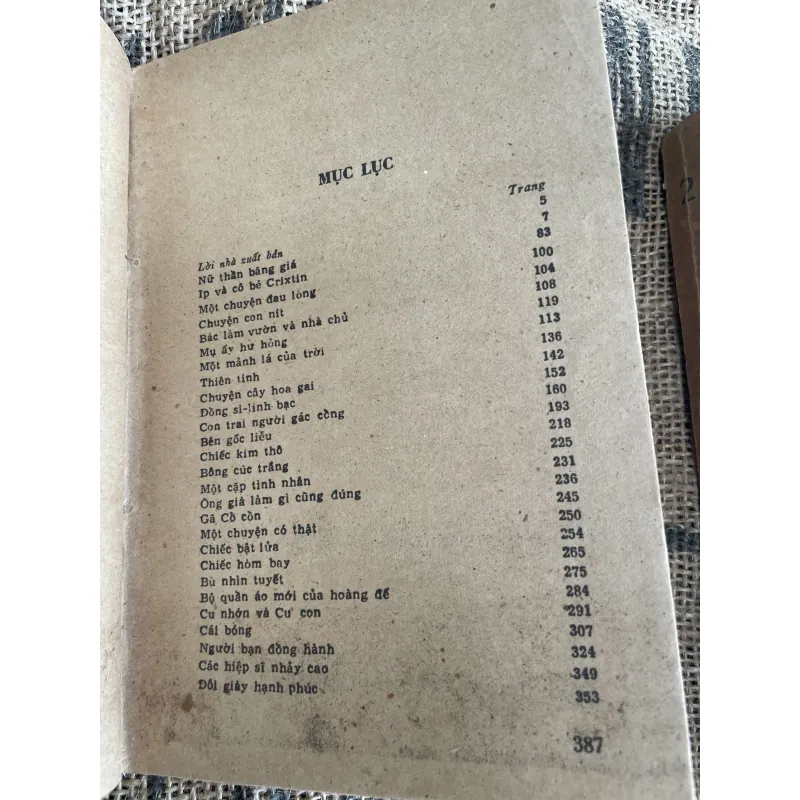 MỤC LỤC
Trang
Lời nhà xuất bản 5
Nữ thần băng giá 7
Ip và cô bé Crixtin 83
Một chuyện đau lòng 100
Chuyện con nít 104
Bác làm vườn và nhà chủ 108
Mụ ấy hư hỏng 119
Một mảnh lá của trời 113
Thiên tính 136
Chuyện cây hoa gai 142
Đồng si-linh bạc 152
Con trai người gác cổng 160
Bên gốc liễu 193
Chiếc kim thô 218
Bông cúc trắng 225
Một cặp tình nhân 231
Ông già làm gì cũng đúng 236
Gã Cồ cồn 245
Một chuyện có thật 250
Chiếc bật lửa 254
Chiếc hòm bay 265
Bù nhìn tuyết 275
Bộ quần áo mới của hoàng đế 284
Cu nhớn và Cu con 291
Cái bóng 307
Người bạn đồng hành 324
Các hiệp sĩ nhảy cao 349
Đôi giày hạnh phúc 353
387
2